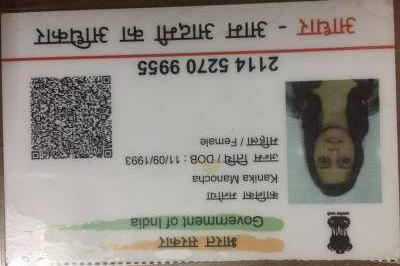 भारत सरकार
Government of India
कनिका मनोचा
Kanika Manocha
जन्म तिथि / DOB : 11/09/1993
महिला / Female
2114 5270 9955
आधार - आम आदमी का अधिकार